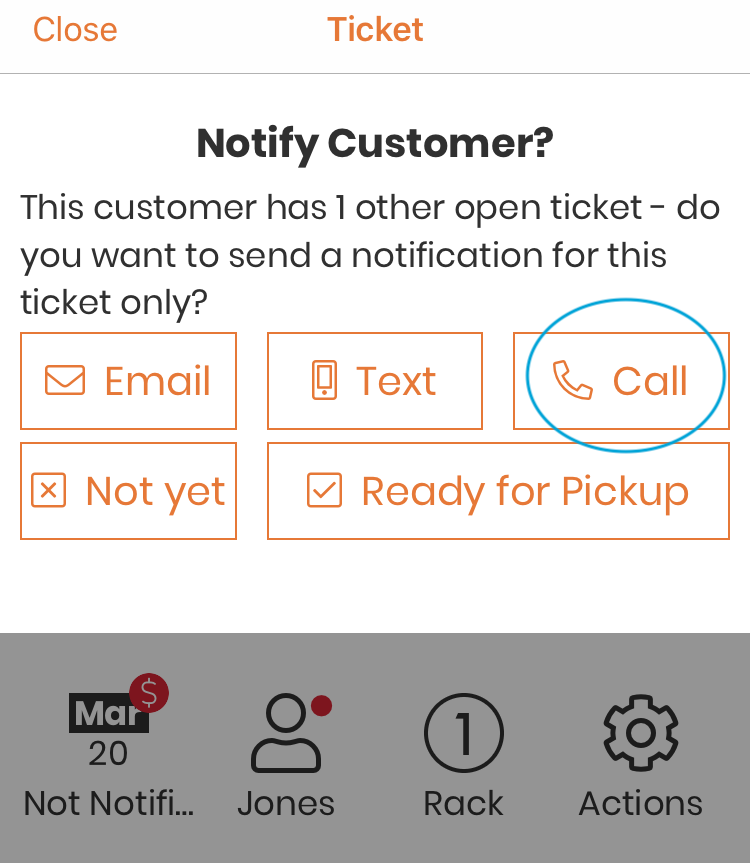 Close Ticket
Notify Customer?
This customer has 1 other open ticket - do
you want to send a notification for this
ticket only?
Email Text Call
Not yet Ready for Pickup
$
Mar 1
20
Not Notifi... Jones Rack Actions